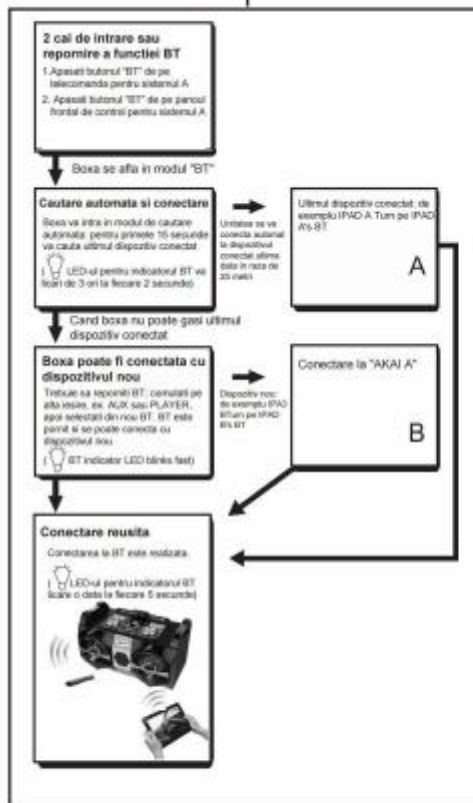 2 cai de intrare sau
repornire a functiei BT
1.Apasati butonul "BT" de pe
telecomanda pentru sistemul A
2. Apasati butonul "BT" de pe panoul
frontal de control pentru sistemul A
Boxa se afla in modul "BT"
Cautare automata si conectare
Boxa va intra in modul de cautare
automata: pentru primele 15 secunde
va cauta ultimul dispozitiv conectat
( LED-ul pentru indicatorul BT va
licari de 3 ori la fiecare 2 secunde)
Unitatea se va
conecta automat
la dispozitivul
conectat ultima
data in raza de
25 metri
Ultimul dispozitiv conectat: de
exemplu IPAD A Turn pe IPAD
A's BT
A
Cand boxa nu poate gasi ultimul
dispozitiv conectat
Boxa poate fi conectata cu
dispozitivul nou
Trebuie sa reporniti BT: comutati pe
alta iesire, ex. AUX sau PLAYER,
apoi selectati din nou BT. BT este
pornit si se poate conecta cu
dispozitivul nou.
( BT indicator LED blinks fast)
Dispozitiv nou:
de exemplu IPAD
BTurn pe IPAD
B's BT
Conectare la "AKAI A"
B
Conectare reusita
Conectarea la BT este realizata.
( LED-ul pentru indicatorul BT
licare o data la fiecare 5 secunde)